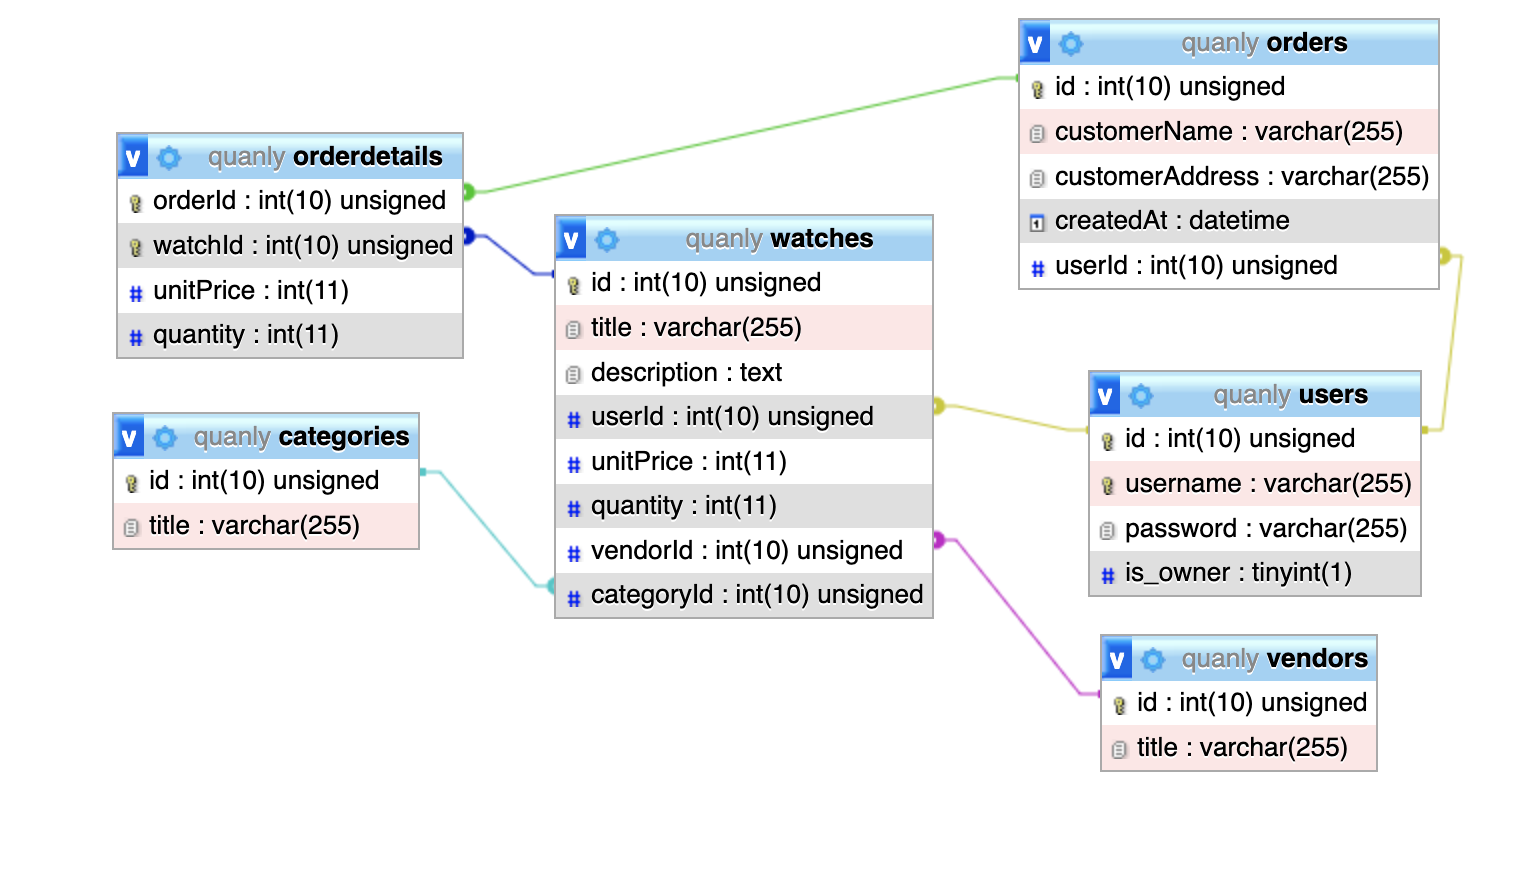 v quanly orders
id : int(10) unsigned
customerName : varchar(255)
customerAddress : varchar(255)
createdAt : datetime
userId : int(10) unsigned
v quanly orderdetails
orderId : int(10) unsigned
watchId : int(10) unsigned
# unitPrice : int(11)
# quantity : int(11)
v quanly watches
id : int(10) unsigned
title : varchar(255)
description : text
# userId : int(10) unsigned
# unitPrice : int(11)
# quantity : int(11)
# vendorId : int(10) unsigned
# categoryId : int(10) unsigned
v quanly categories
id : int(10) unsigned
title : varchar(255)
v quanly users
id : int(10) unsigned
username : varchar(255)
password : varchar(255)
# is_owner : tinyint(1)
v quanly vendors
id : int(10) unsigned
title : varchar(255)